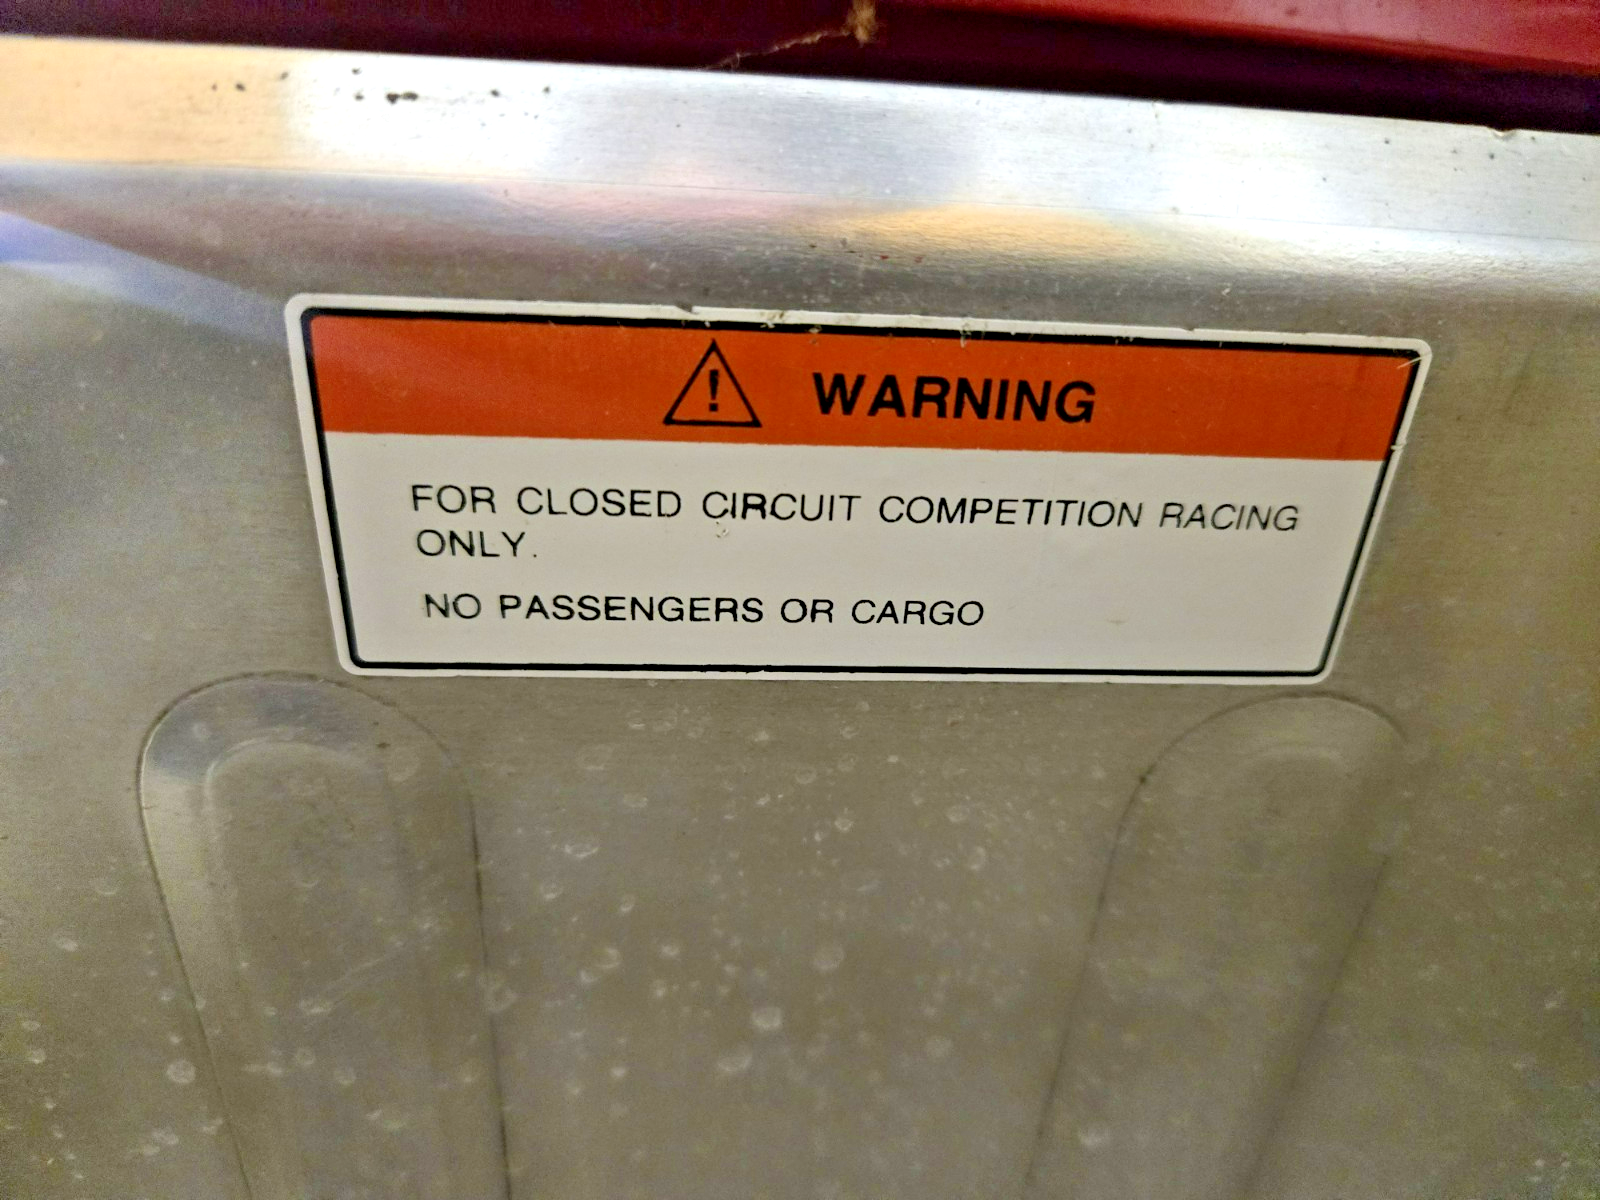 WARNING
FOR CLOSED CIRCUIT COMPETITION RACING
ONLY.
NO PASSENGERS OR CARGO